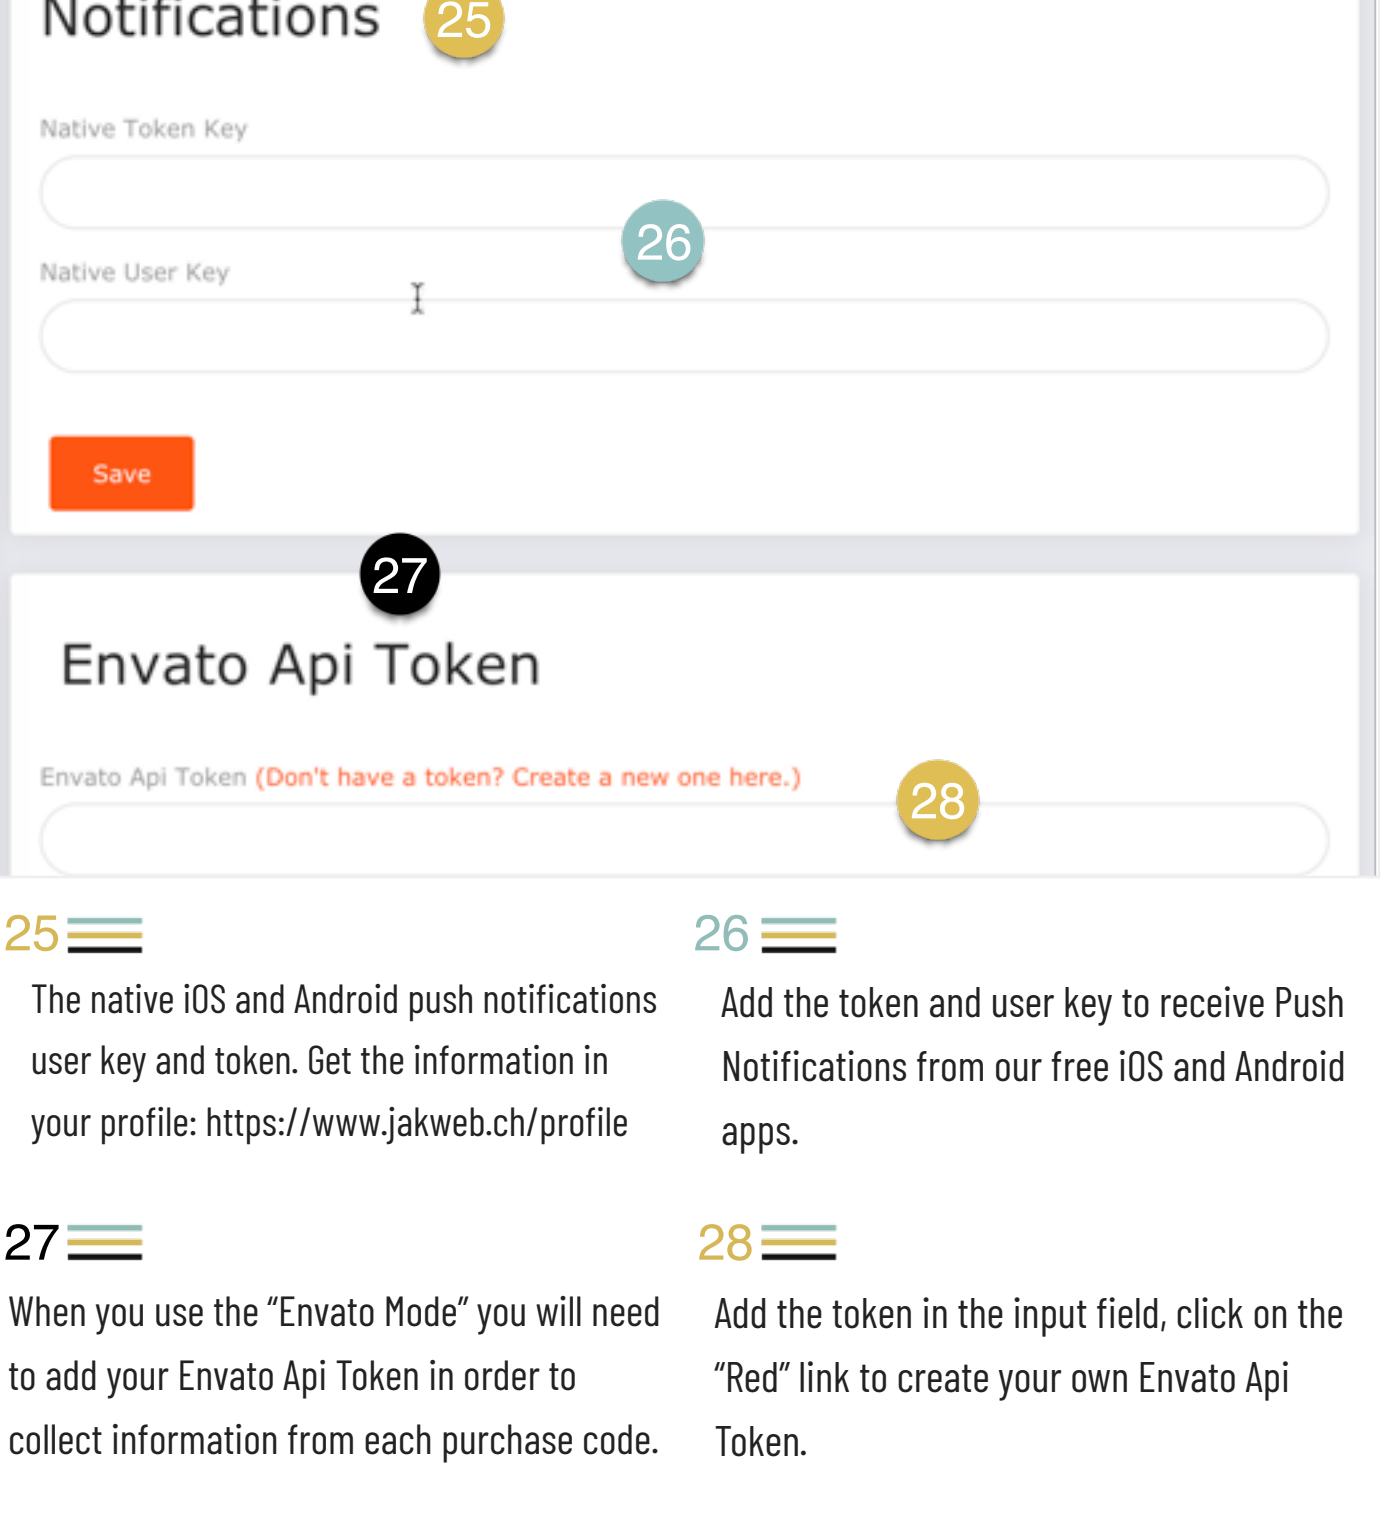 Notifications 25
Native Token Key
26
Native User Key
Save
27
Envato Api Token
Envato Api Token (Don't have a token? Create a new one here.)
28
25
The native iOS and Android push notifications
user key and token. Get the information in
your profile: https://www.jakweb.ch/profile
26
Add the token and user key to receive Push
Notifications from our free iOS and Android
apps.
27
When you use the “Envato Mode” you will need
to add your Envato Api Token in order to
collect information from each purchase code.
28
Add the token in the input field, click on the
“Red” link to create your own Envato Api
Token.